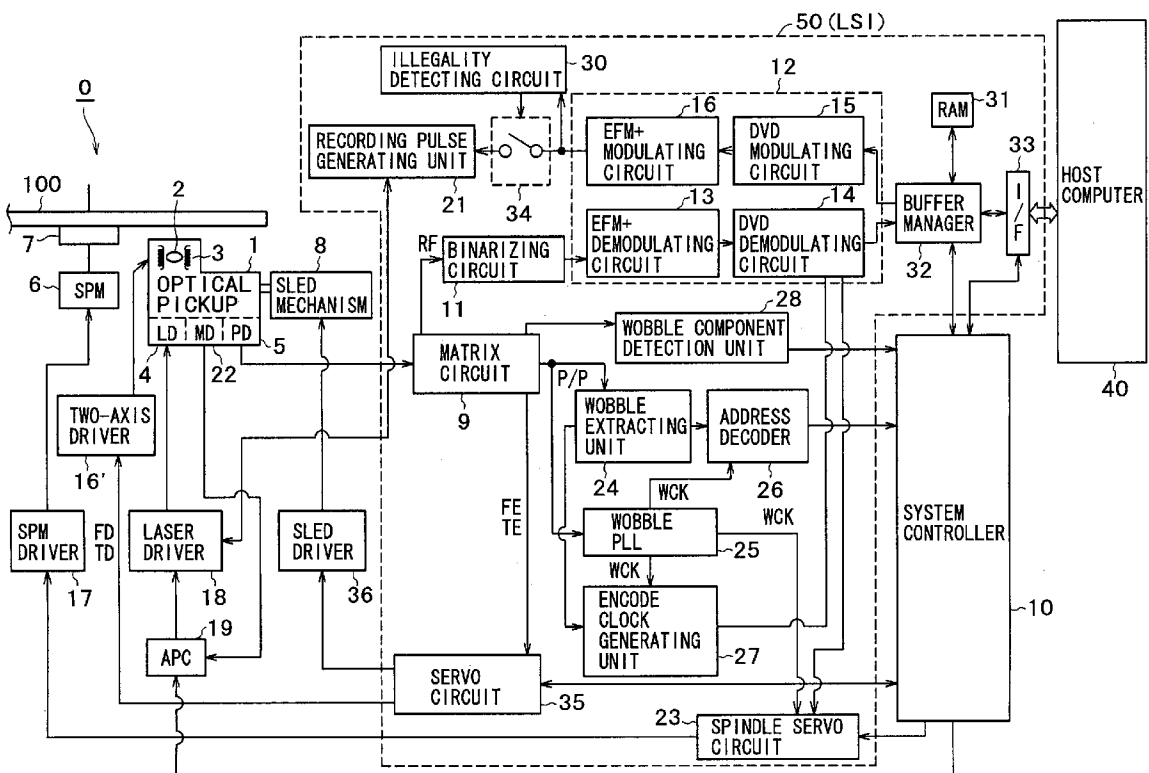 50 (LSI)
ILLEGALITY
DETECTING CIRCUIT
30
12
0
16
15
31
RAM
RECORDING PULSE
GENERATING UNIT
EFM+
MODULATING
CIRCUIT
DVD
MODULATING
CIRCUIT
33
HOST
COMPUTER
100
2
21
34
13
14
BUFFER
MANAGER
I/F
7
3
1
8
RF
BINARIZING
CIRCUIT
EFM+
DEMODULATING
CIRCUIT
DVD
DEMODULATING
CIRCUIT
32
6
SPM
OPTICAL
PICKUP
SLED
MECHANISM
11
28
LD
MD
PD
5
WOBBLE COMPONENT
DETECTION UNIT
4
22
MATRIX
CIRCUIT
P/P
40
9
TWO-AXIS
DRIVER
WOBBLE
EXTRACTING
UNIT
ADDRESS
DECODER
16'
24
26
WCK
FE
TE
WCK
SPM
DRIVER
FD
TD
LASER
DRIVER
SLED
DRIVER
WOBBLE
PLL
25
SYSTEM
CONTROLLER
WCK
17
18
36
ENCODE
CLOCK
GENERATING
UNIT
10
19
APC
27
SERVO
CIRCUIT
35
23
SPINDLE SERVO
CIRCUIT